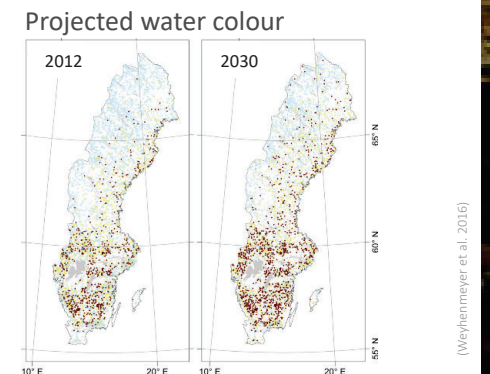 Projected water colour
2012
2030
65° N
60° N
55° N
10° E
20° E
10° E
20° E
(Weyhenmeyer et al. 2016)